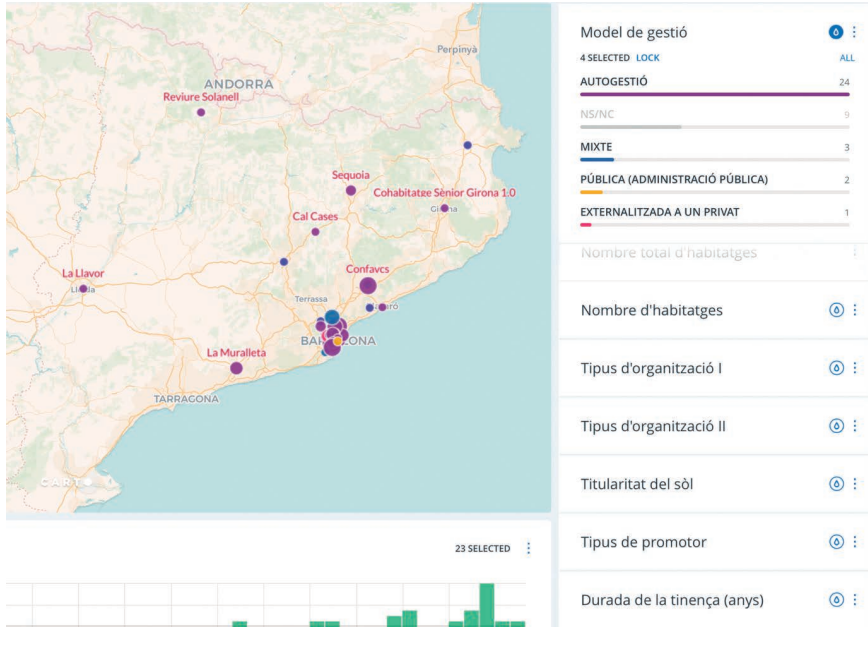 Perpinyà
ANDORRA
Reviure Solanell
Sequoia
Cohabitatge Sènior Girona 1.0
Cal Cases
La Llavor
Confavcs
Terrassa
BARCELONA
La Muralleta
TARRAGONA
CARTO
23 SELECTED
Model de gestió
4 SELECTED LOCK ALL
AUTOGESTIÓ 24
NS/NC 9
MIXTE 3
PÚBLICA (ADMINISTRACIÓ PÚBLICA) 2
EXTERNALITZADA A UN PRIVAT 1
Nombre total d'habitatges
Nombre d'habitatges
Tipus d'organització I
Tipus d'organització II
Titularitat del sòl
Tipus de promotor
Durada de la tinença (anys)